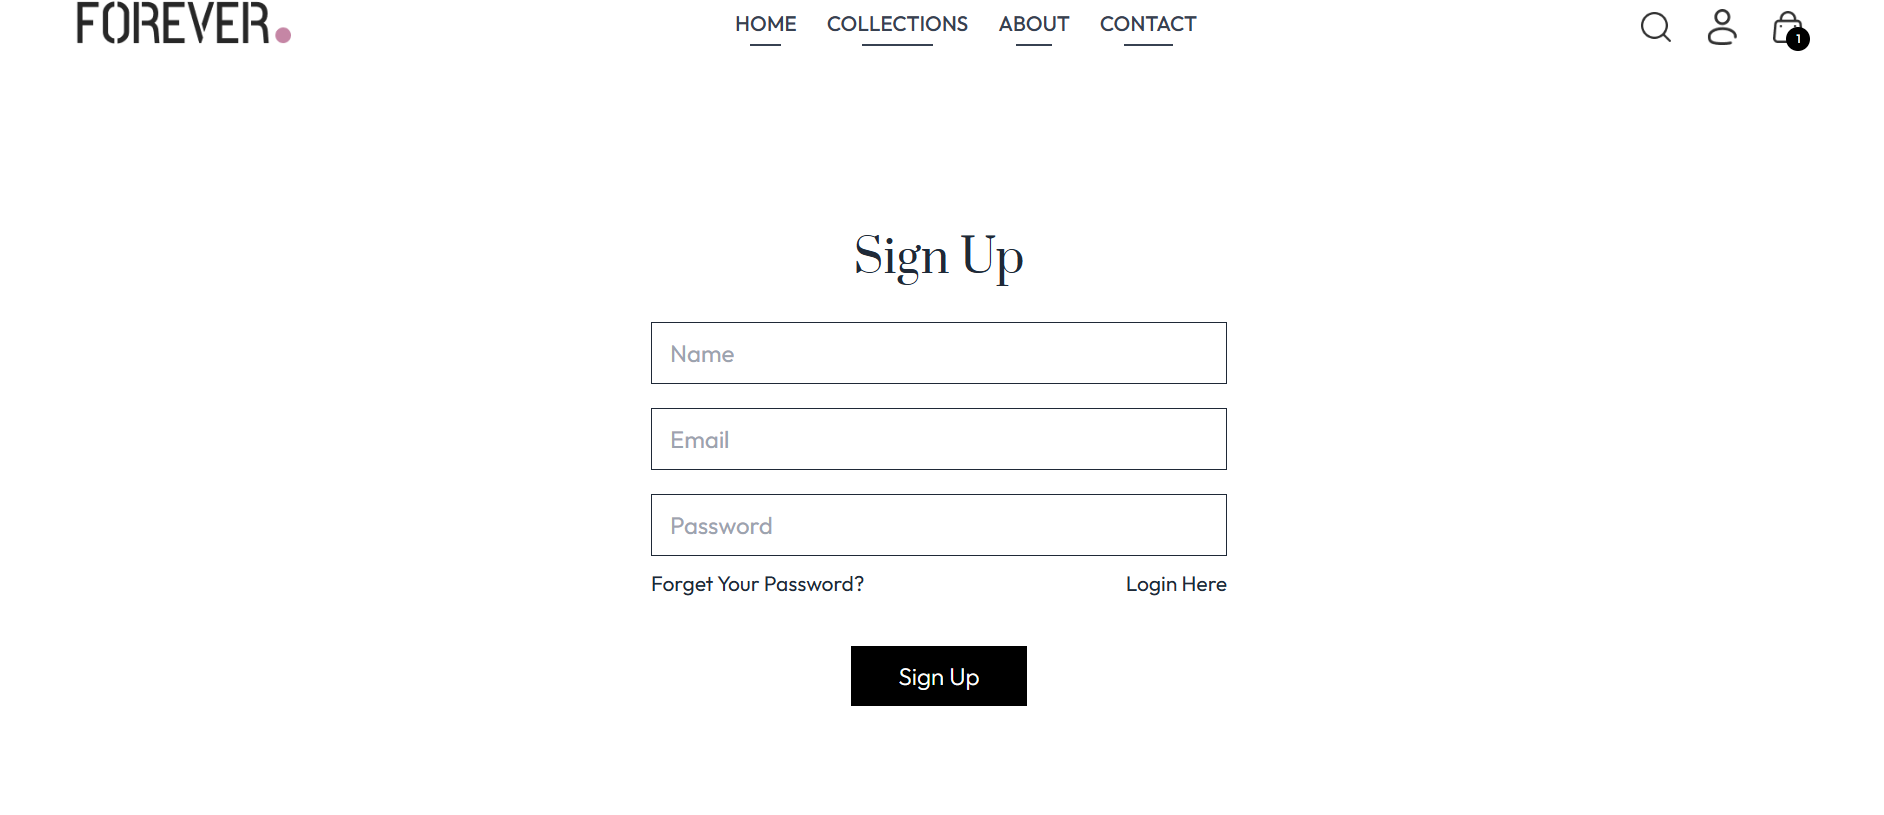 FOREVER.
HOME COLLECTIONS ABOUT CONTACT
1
Sign Up
Name
Email
Password
Forget Your Password? Login Here
Sign Up